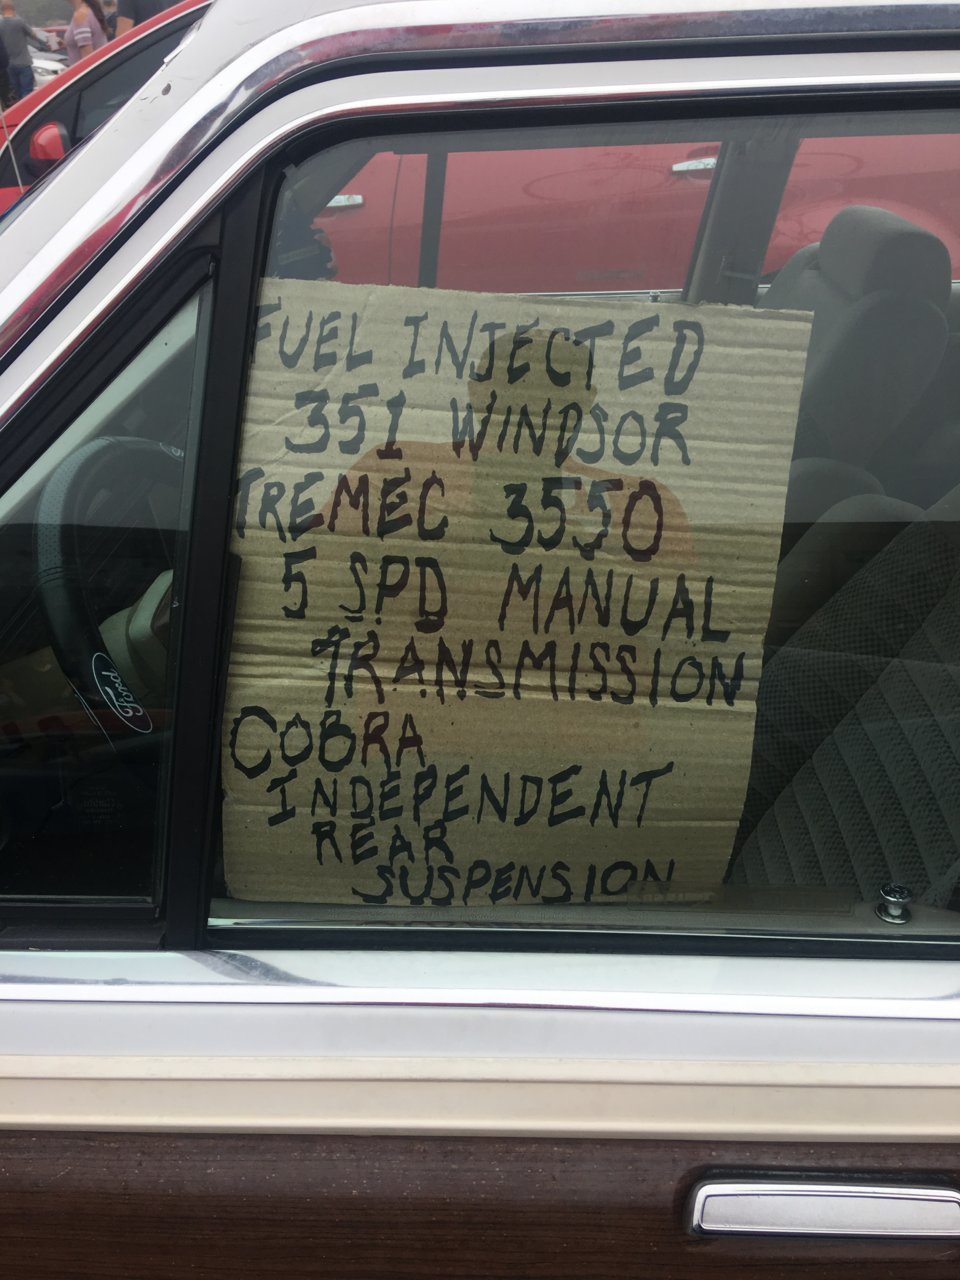 FUEL INJECTED
351 WINDSOR
TREMEC 3550
5 SPD MANUAL
TRANSMISSION
COBRA
INDEPENDENT
REAR
SUSPENSION
Ford